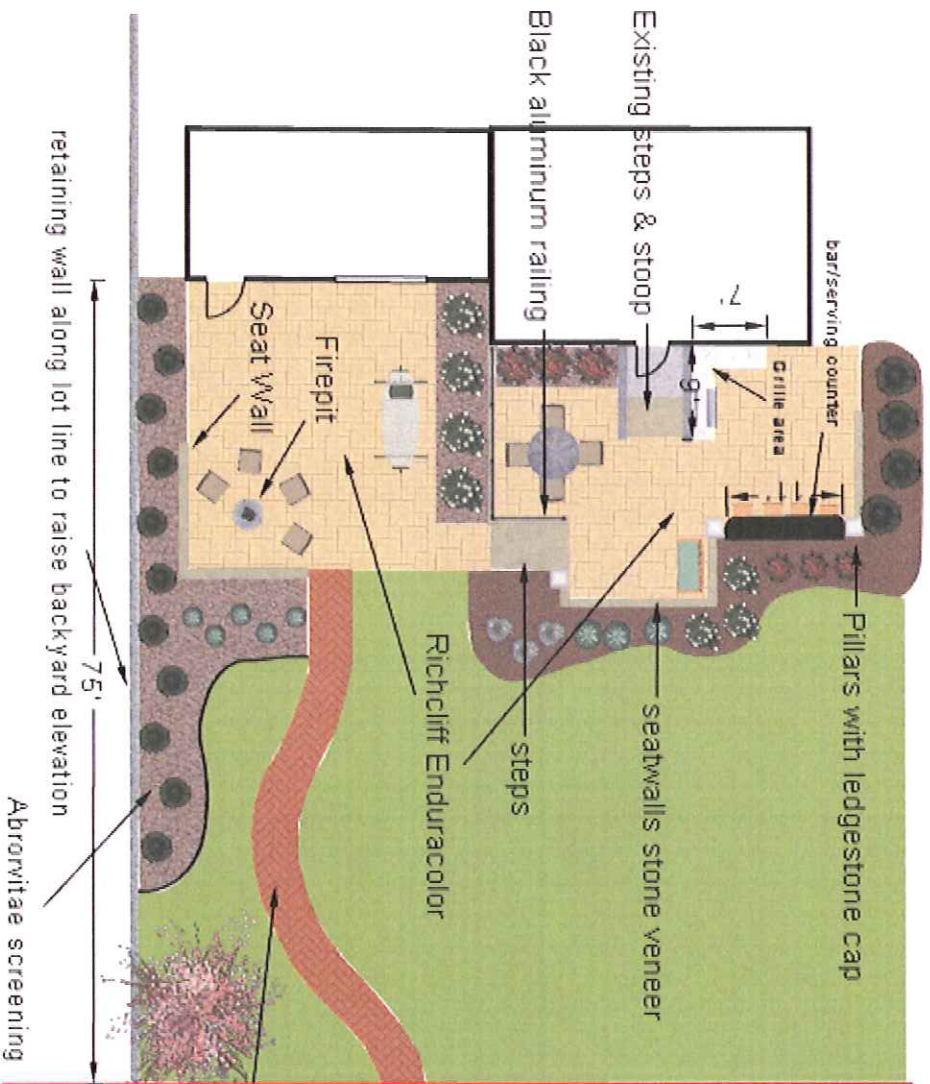 Existing steps & stoop
Black aluminum railing
bar/serving counter
7'
9'
Grille area
Pillars with ledgestone cap
seatwalls stone veneer
steps
Richcliff Enduracolor
Firepit
Seat Wall
75'
retaining wall along lot line to raise backyard elevation
Abrorvitae screening